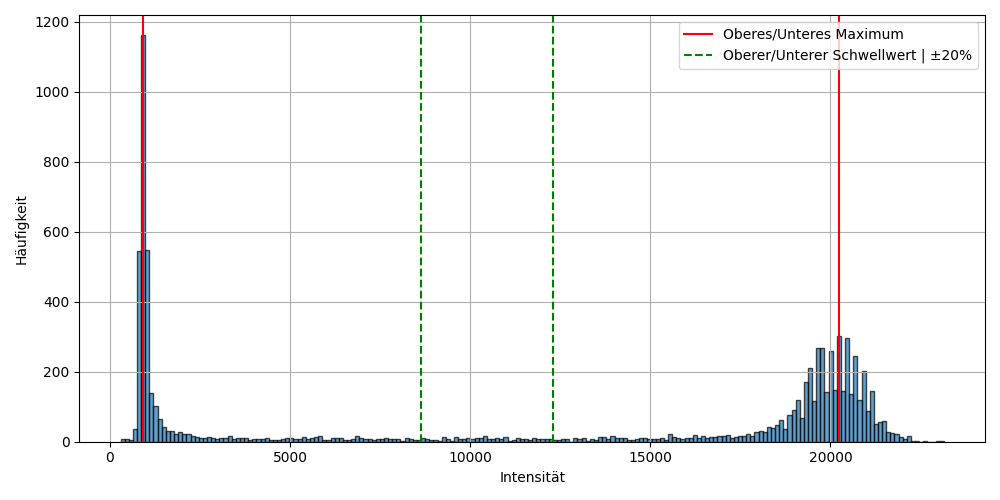 1200
1000
800
600
400
200
0
Häufigkeit
Oberes/Unteres Maximum
Oberer/Unterer Schwellwert | ±20%
0 5000 10000 15000 20000
Intensität